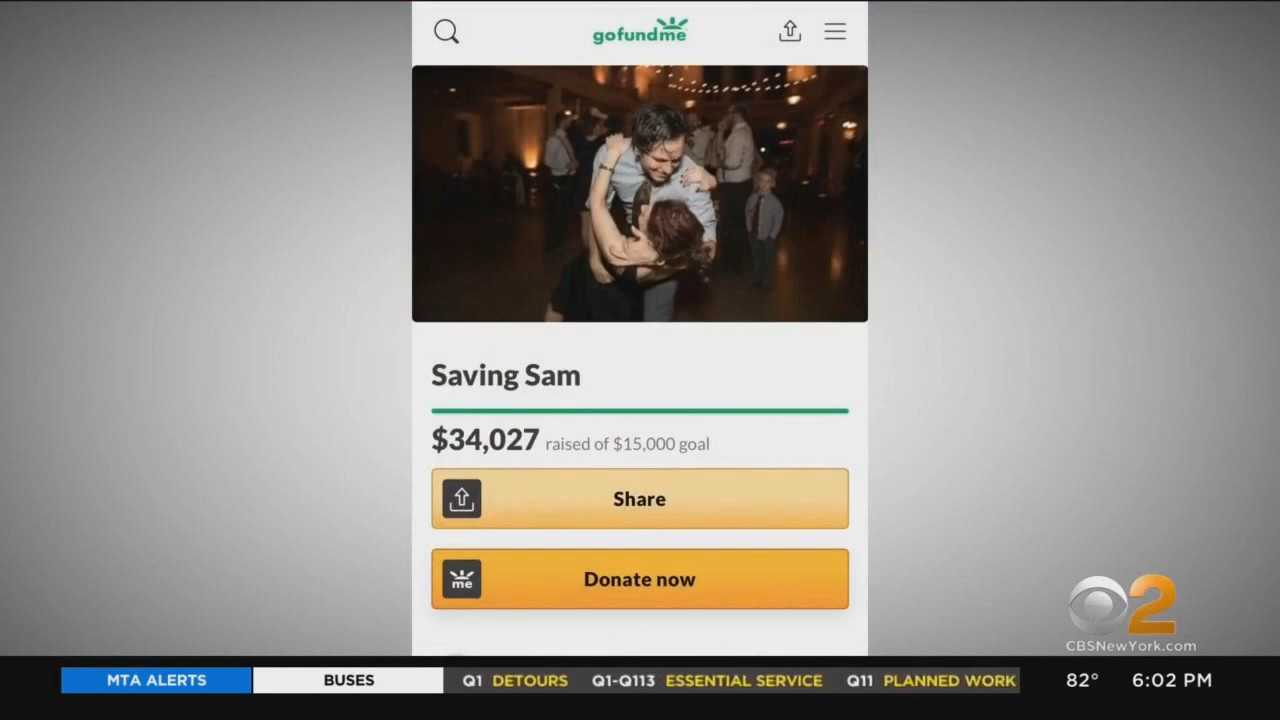 gofundme
Saving Sam
$34,027 raised of $15,000 goal
Share
me
Donate now
2
CBSNewYork.com
MTA ALERTS BUSES Q1 DETOURS Q1-Q113 ESSENTIAL SERVICE Q11 PLANNED WORK 82° 6:02 PM